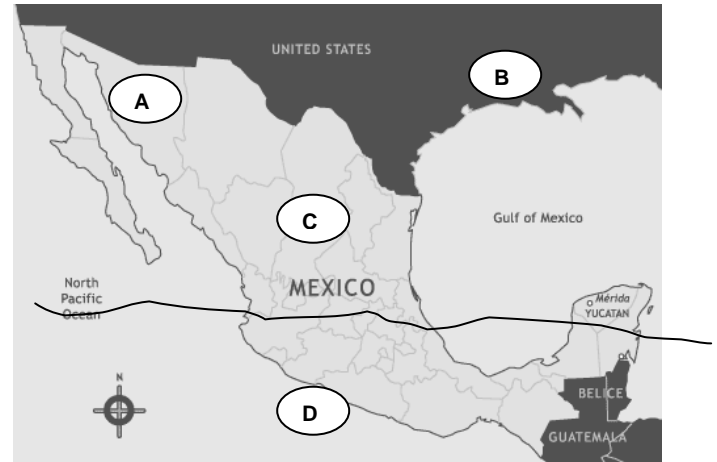 UNITED STATES
B
A
C
Gulf of Mexico
MEXICO
North
Pacific
Ocean
Mérida
YUCATAN
N
BELICE
D
GUATEMALA